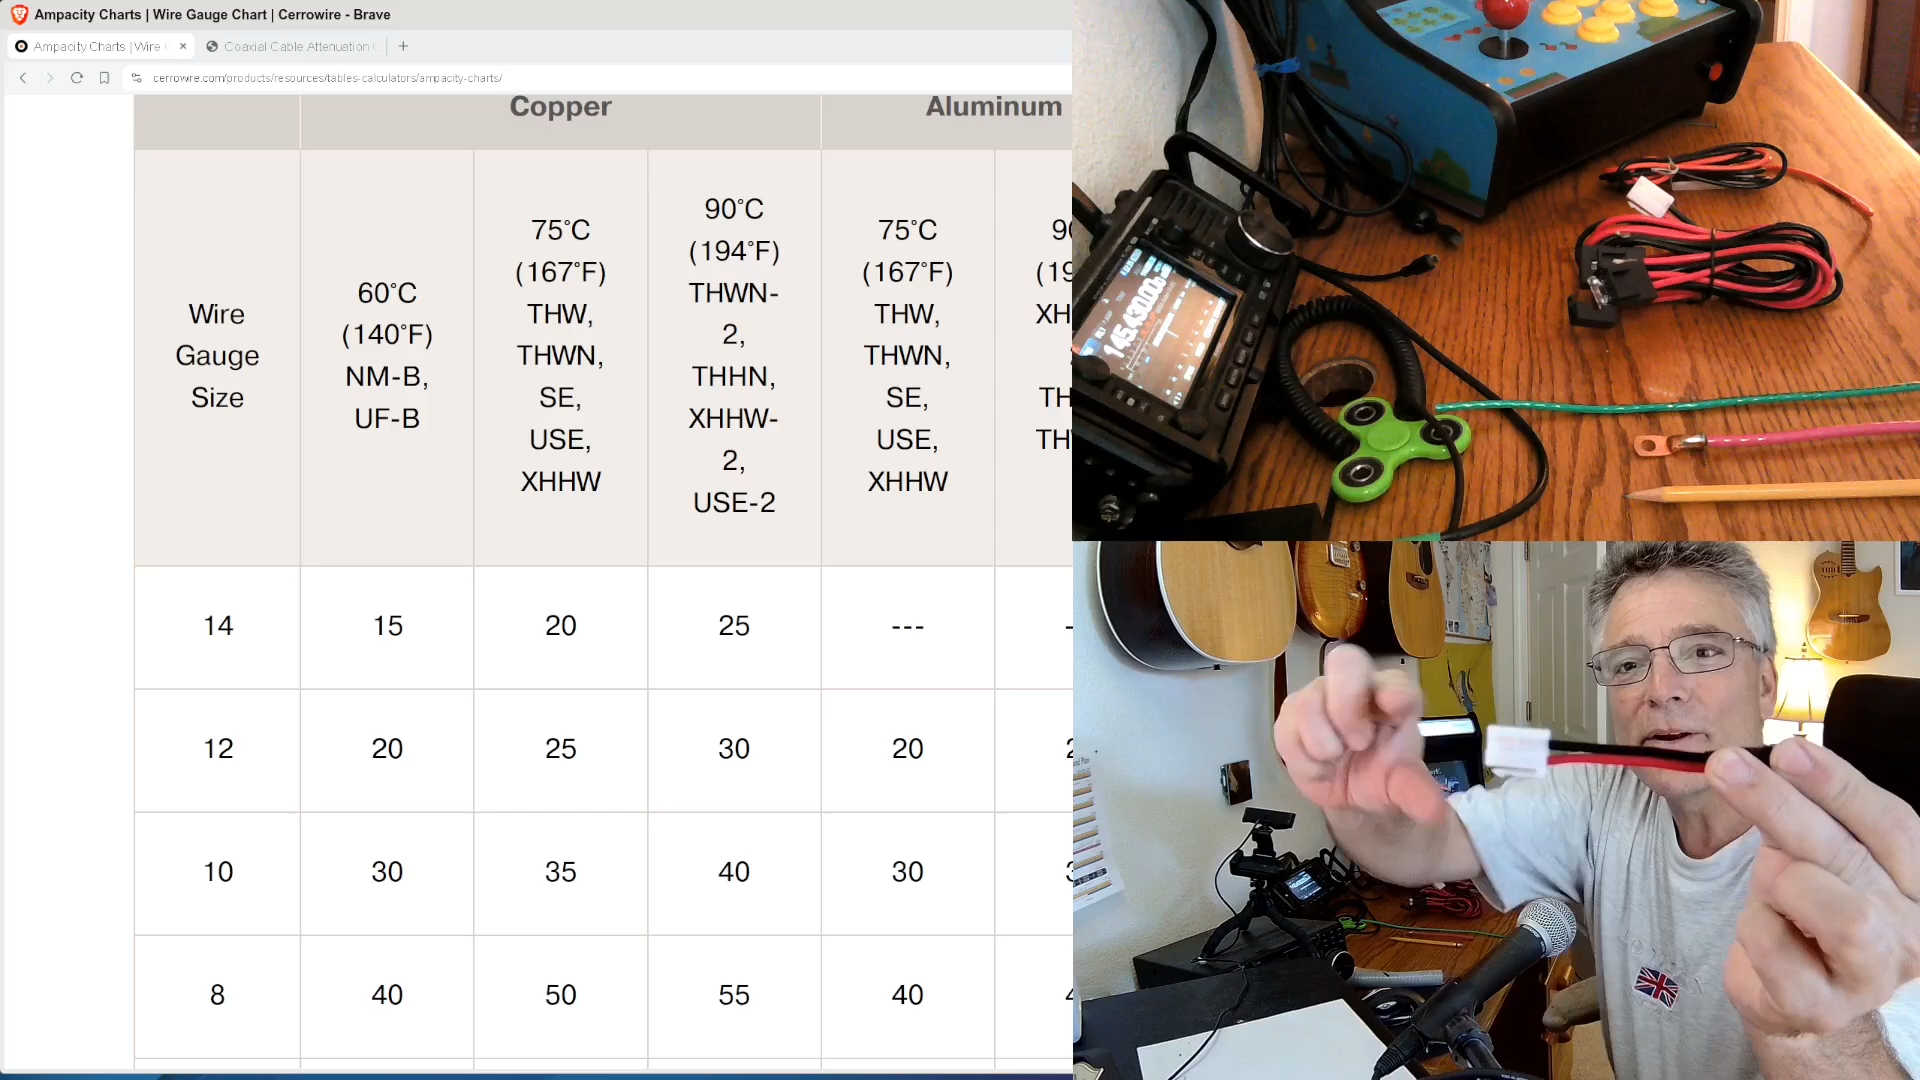 Ampacity Charts | Wire Gauge Chart | Cerrowire - Brave
Ampacity Charts | Wire
Coaxial Cable Attenuation
cerrowire.com/products/resources/tables-calculators/ampacity-charts/
Copper
Aluminum
Wire
Gauge
Size
60°C
(140°F)
NM-B,
UF-B
75°C
(167°F)
THW,
THWN,
SE,
USE,
XHHW
90°C
(194°F)
THWN-
2,
THHN,
XHHW-
2,
USE-2
75°C
(167°F)
THW,
THWN,
SE,
USE,
XHHW
14 15 20 25 ---
12 20 25 30 20
10 30 35 40 30
8 40 50 55 40
145.430.00